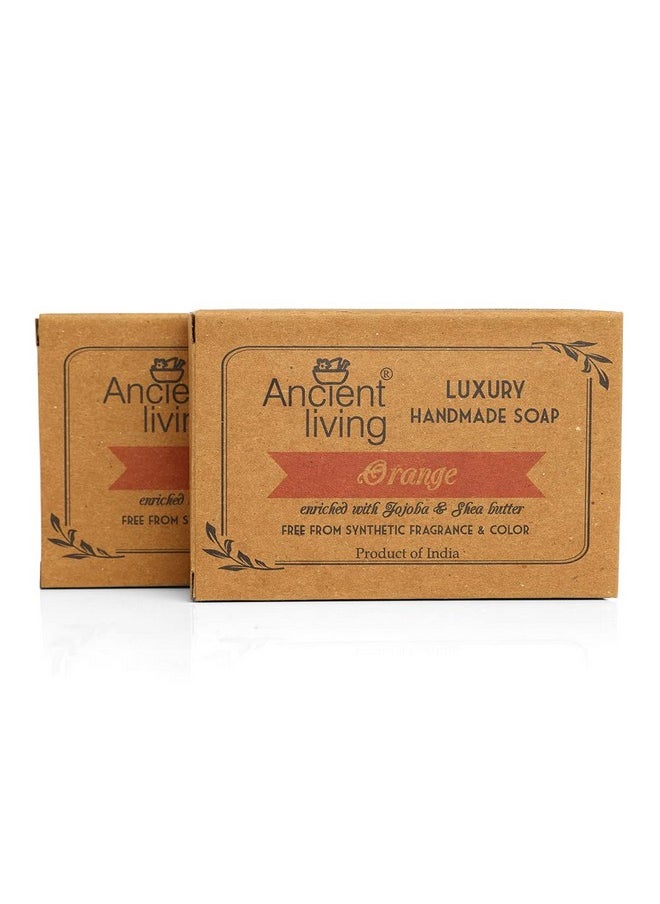 Ancient
living
enriched
FREE FROM
Ancient®
living
LUXURY
HANDMADE SOAP
Orange
enriched with Jojoba & Shea butter
FREE FROM SYNTHETIC FRAGRANCE & COLOR
Product of India